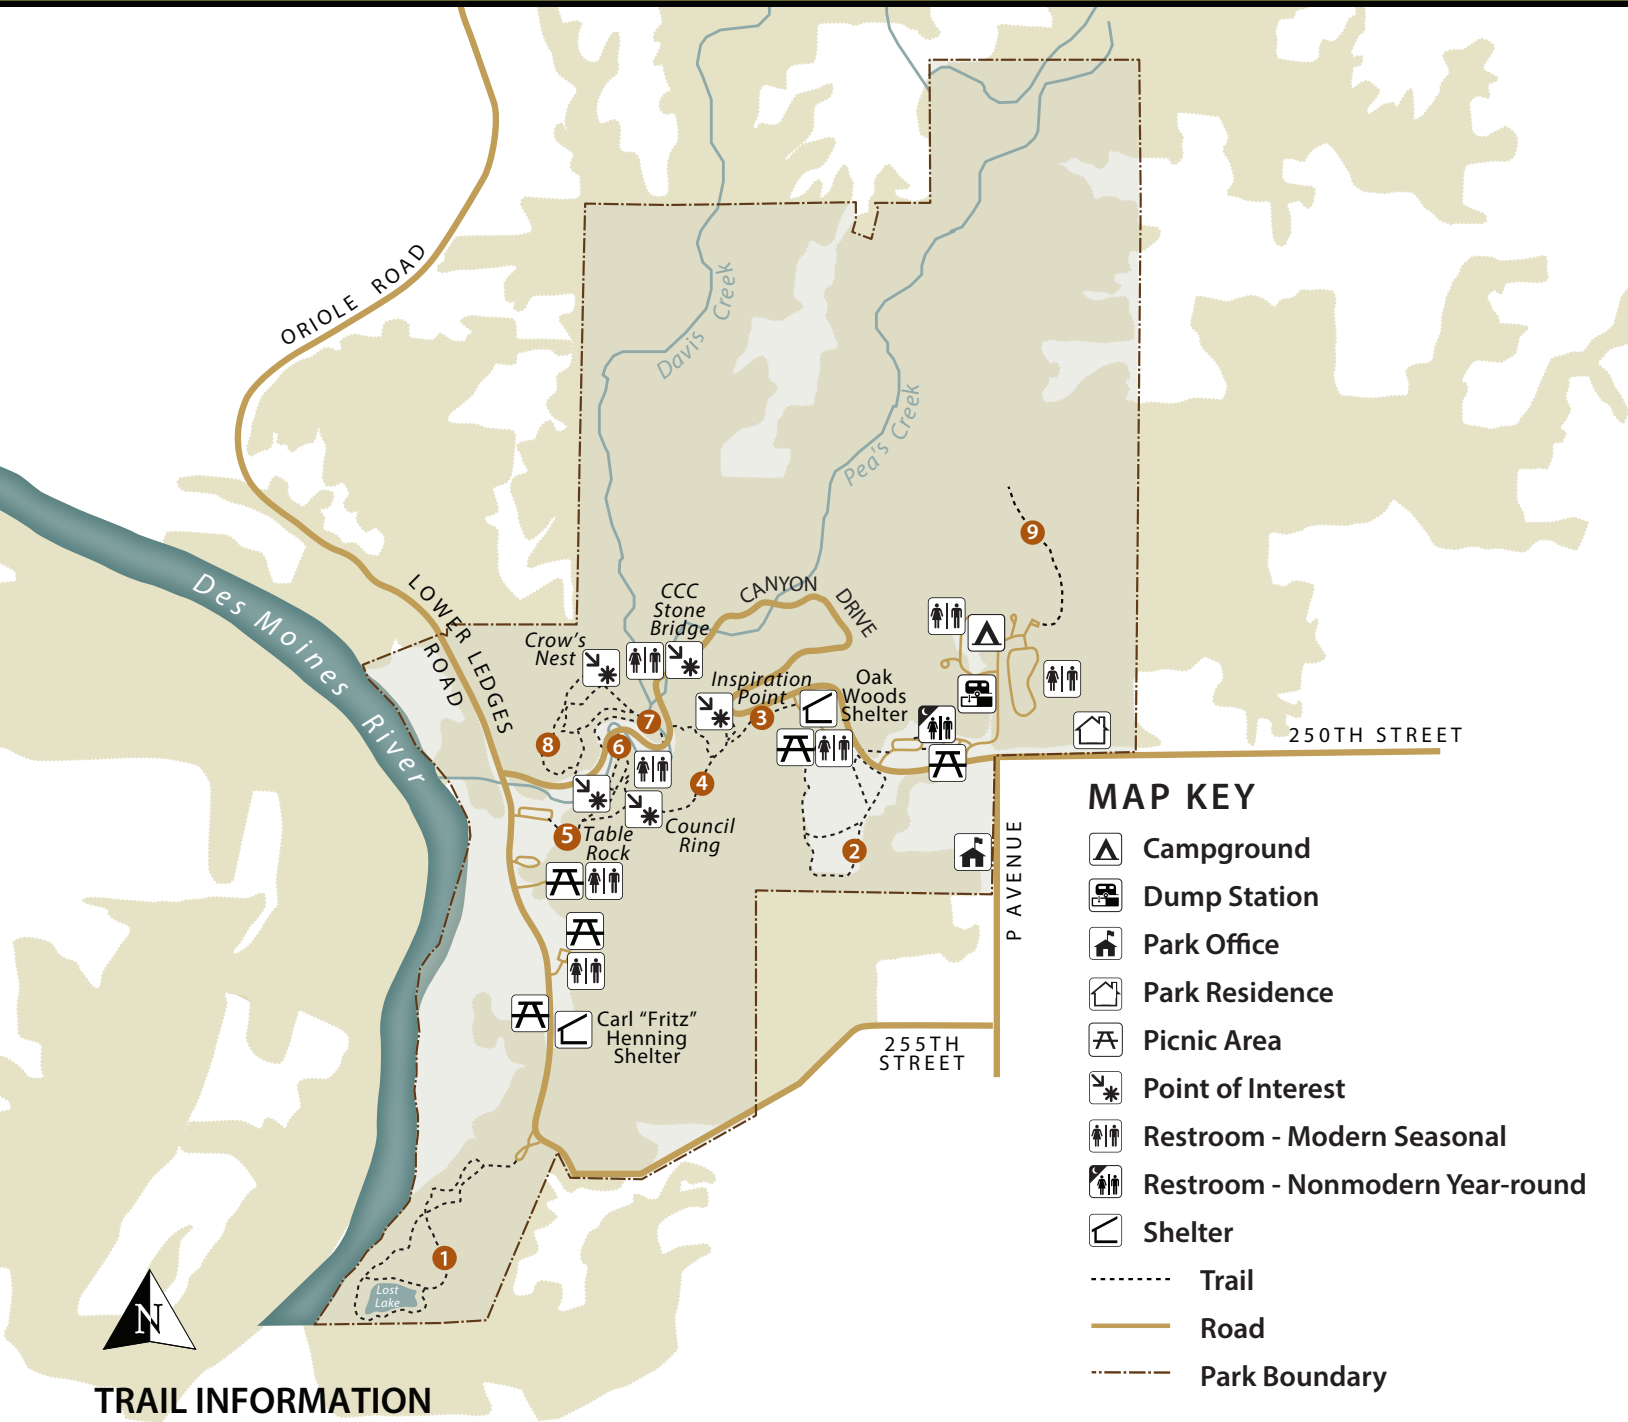 ORIOLE ROAD
Davis Creek
Pea's Creek
9
Des Moines River
LOWER LEDGES
ROAD
CCC
Stone
Bridge
CANYON DRIVE
Crow's
Nest
Inspiration
Point
Oak
Woods
Shelter
7
3
8
6
4
5
Table
Rock
Council
Ring
2
250TH STREET
P AVENUE
Carl “Fritz”
Henning
Shelter
255TH
STREET
1
Lost
Lake
N
MAP KEY
Campground
Dump Station
Park Office
Park Residence
Picnic Area
Point of Interest
Restroom - Modern Seasonal
Restroom - Nonmodern Year-round
Shelter
Trail
Road
Park Boundary
TRAIL INFORMATION